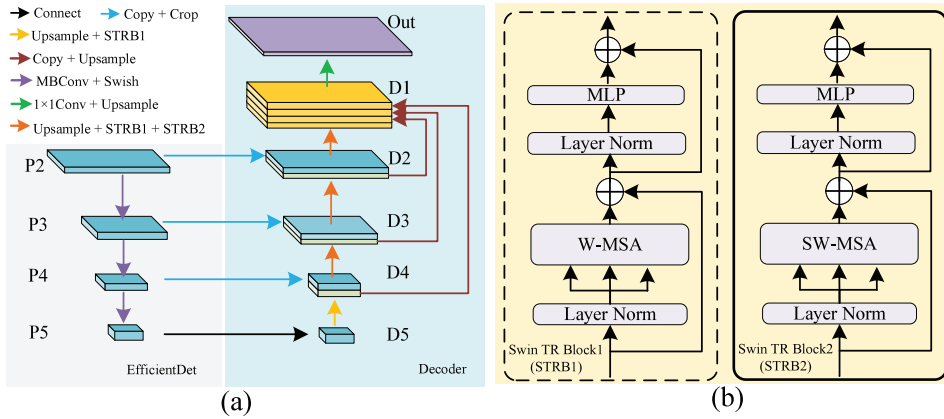 Connect
Copy + Crop
Upsample + STRB1
Copy + Upsample
MBConv + Swish
1×1Conv + Upsample
Upsample + STRB1 + STRB2
Out
D1
P2
D2
P3
D3
P4
D4
P5
D5
EfficientDet
Decoder
(a)
MLP
Layer Norm
W-MSA
Layer Norm
Swin TR Block1
(STRB1)
MLP
Layer Norm
SW-MSA
Layer Norm
Swin TR Block2
(STRB2)
(b)